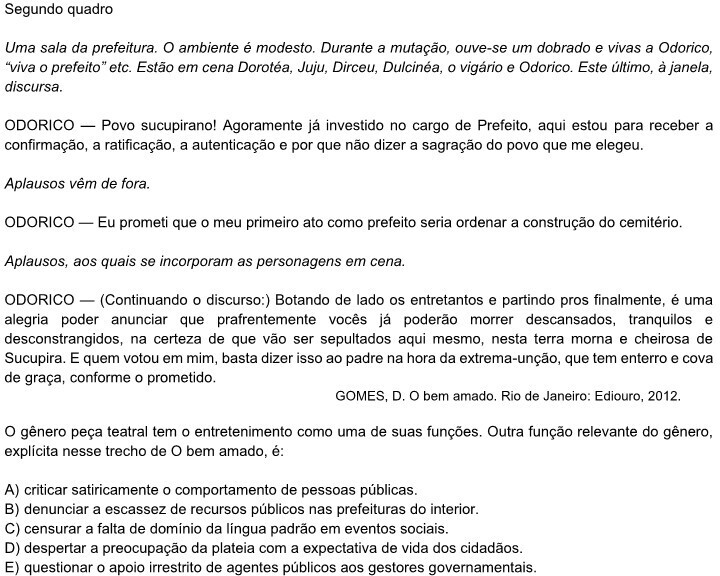 Segundo quadro
Uma sala da prefeitura. O ambiente é modesto. Durante a mutação, ouve-se um dobrado e vivas a Odorico,
“viva o prefeito” etc. Estão em cena Dorotéa, Juju, Dirceu, Dulcinéa, o vigário e Odorico. Este último, à janela,
discursa.
ODORICO — Povo sucupirano! Agoramente já investido no cargo de Prefeito, aqui estou para receber a
confirmação, a ratificação, a autenticação e por que não dizer a sagração do povo que me elegeu.
Aplausos vêm de fora.
ODORICO — Eu prometi que o meu primeiro ato como prefeito seria ordenar a construção do cemitério.
Aplausos, aos quais se incorporam as personagens em cena.
ODORICO — (Continuando o discurso:) Botando de lado os entretantos e partindo pros finalmente, é uma
alegria poder anunciar que prafrentemente vocês já poderão morrer descansados, tranquilos e
desconstrangidos, na certeza de que vão ser sepultados aqui mesmo, nesta terra morna e cheirosa de
Sucupira. E quem votou em mim, basta dizer isso ao padre na hora da extrema-unção, que tem enterro e cova
de graça, conforme o prometido.
GOMES, D. O bem amado. Rio de Janeiro: Ediouro, 2012.
O gênero peça teatral tem o entretenimento como uma de suas funções. Outra função relevante do gênero,
explícita nesse trecho de O bem amado, é:
A) criticar satiricamente o comportamento de pessoas públicas.
B) denunciar a escassez de recursos públicos nas prefeituras do interior.
C) censurar a falta de domínio da língua padrão em eventos sociais.
D) despertar a preocupação da plateia com a expectativa de vida dos cidadãos.
E) questionar o apoio irrestrito de agentes públicos aos gestores governamentais.